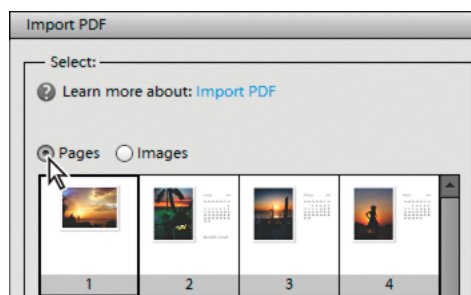 Import PDF
Select:
Learn more about: Import PDF
Pages Images
1 2 3 4